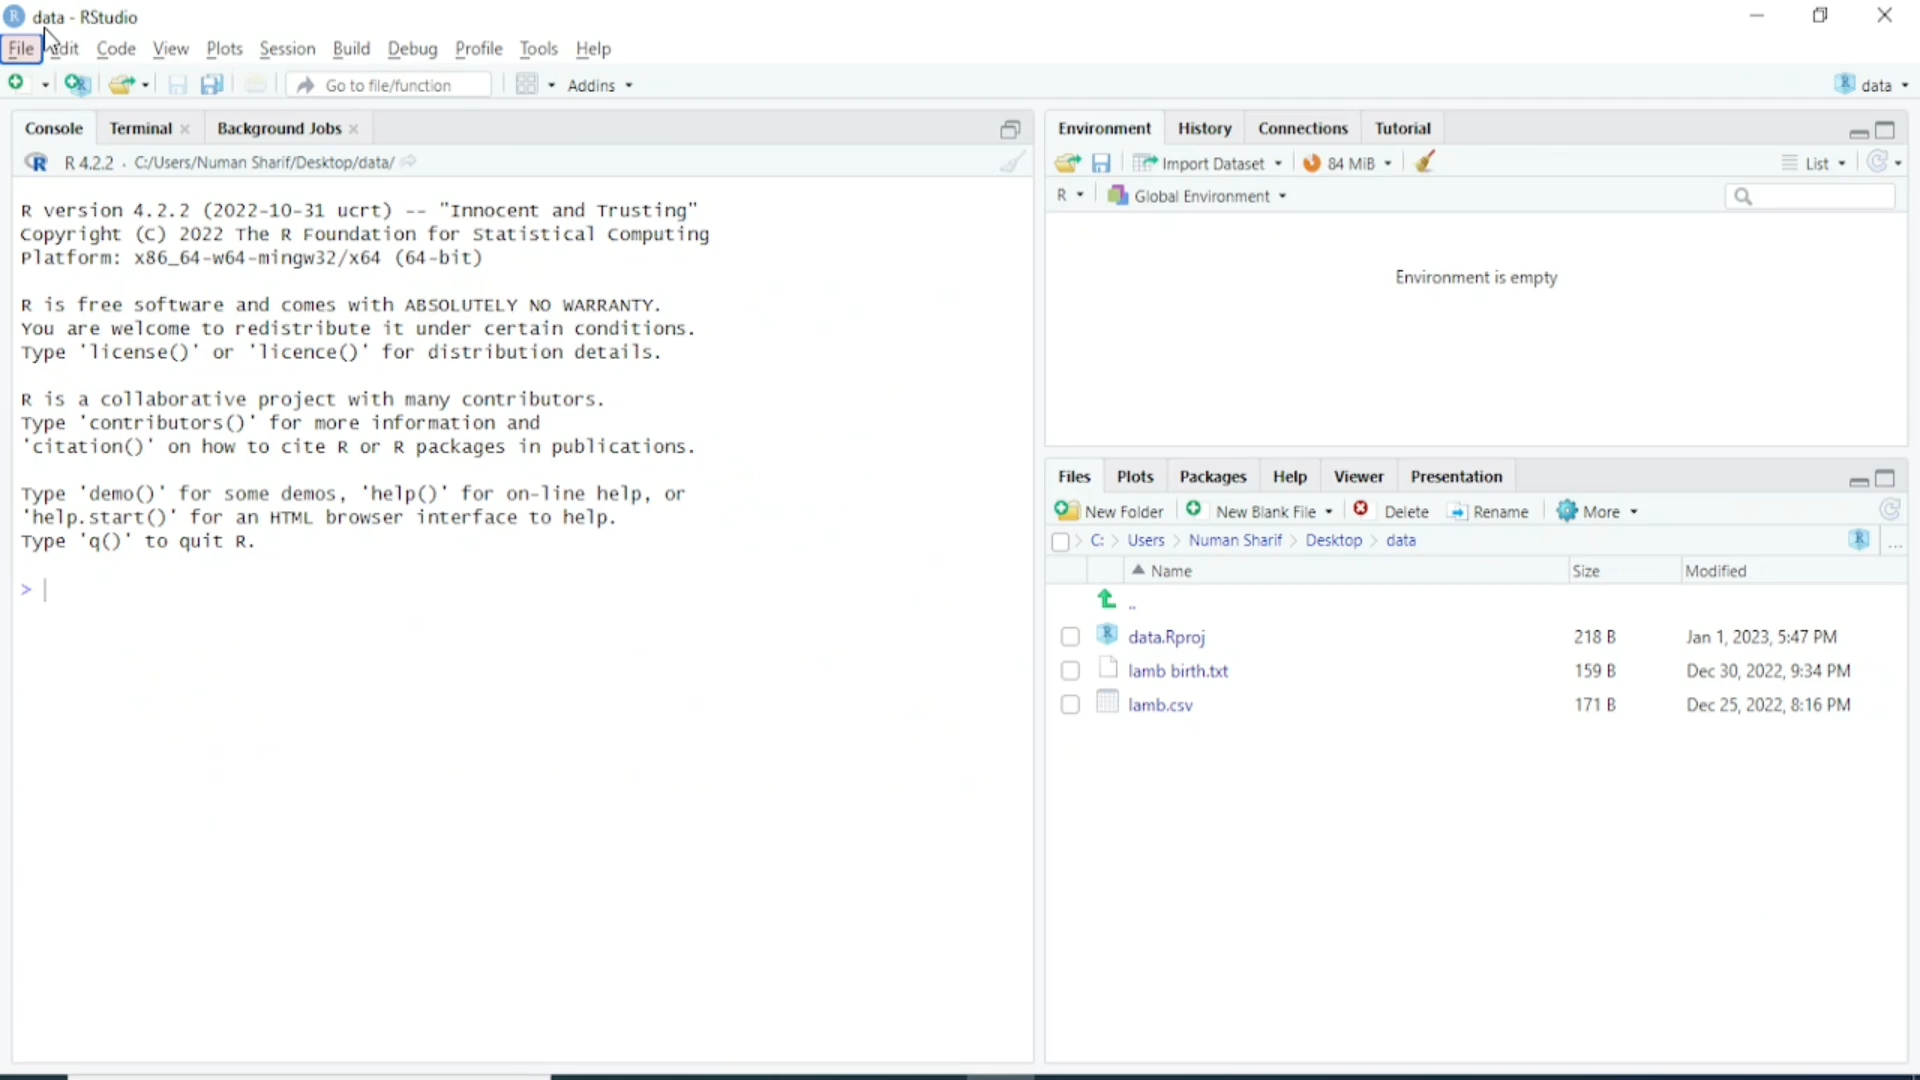 data - RStudio
File Edit Code View Plots Session Build Debug Profile Tools Help
Go to file/function Addins data
Console Terminal Background Jobs
R 4.2.2 · C:/Users/Numan Sharif/Desktop/data/
R version 4.2.2 (2022-10-31 ucrt) -- "Innocent and Trusting"
Copyright (C) 2022 The R Foundation for Statistical Computing
Platform: x86_64-w64-mingw32/x64 (64-bit)
R is free software and comes with ABSOLUTELY NO WARRANTY.
You are welcome to redistribute it under certain conditions.
Type 'license()' or 'licence()' for distribution details.
R is a collaborative project with many contributors.
Type 'contributors()' for more information and
'citation()' on how to cite R or R packages in publications.
Type 'demo()' for some demos, 'help()' for on-line help, or
'help.start()' for an HTML browser interface to help.
Type 'q()' to quit R.
>
Environment History Connections Tutorial
Import Dataset 84 MiB List
R Global Environment
Environment is empty
Files Plots Packages Help Viewer Presentation
New Folder New Blank File Delete Rename More
C: > Users > Numan Sharif > Desktop > data ...
Name Size Modified
..
data.Rproj 218 B Jan 1, 2023, 5:47 PM
lamb birth.txt 159 B Dec 30, 2022, 9:34 PM
lamb.csv 171 B Dec 25, 2022, 8:16 PM